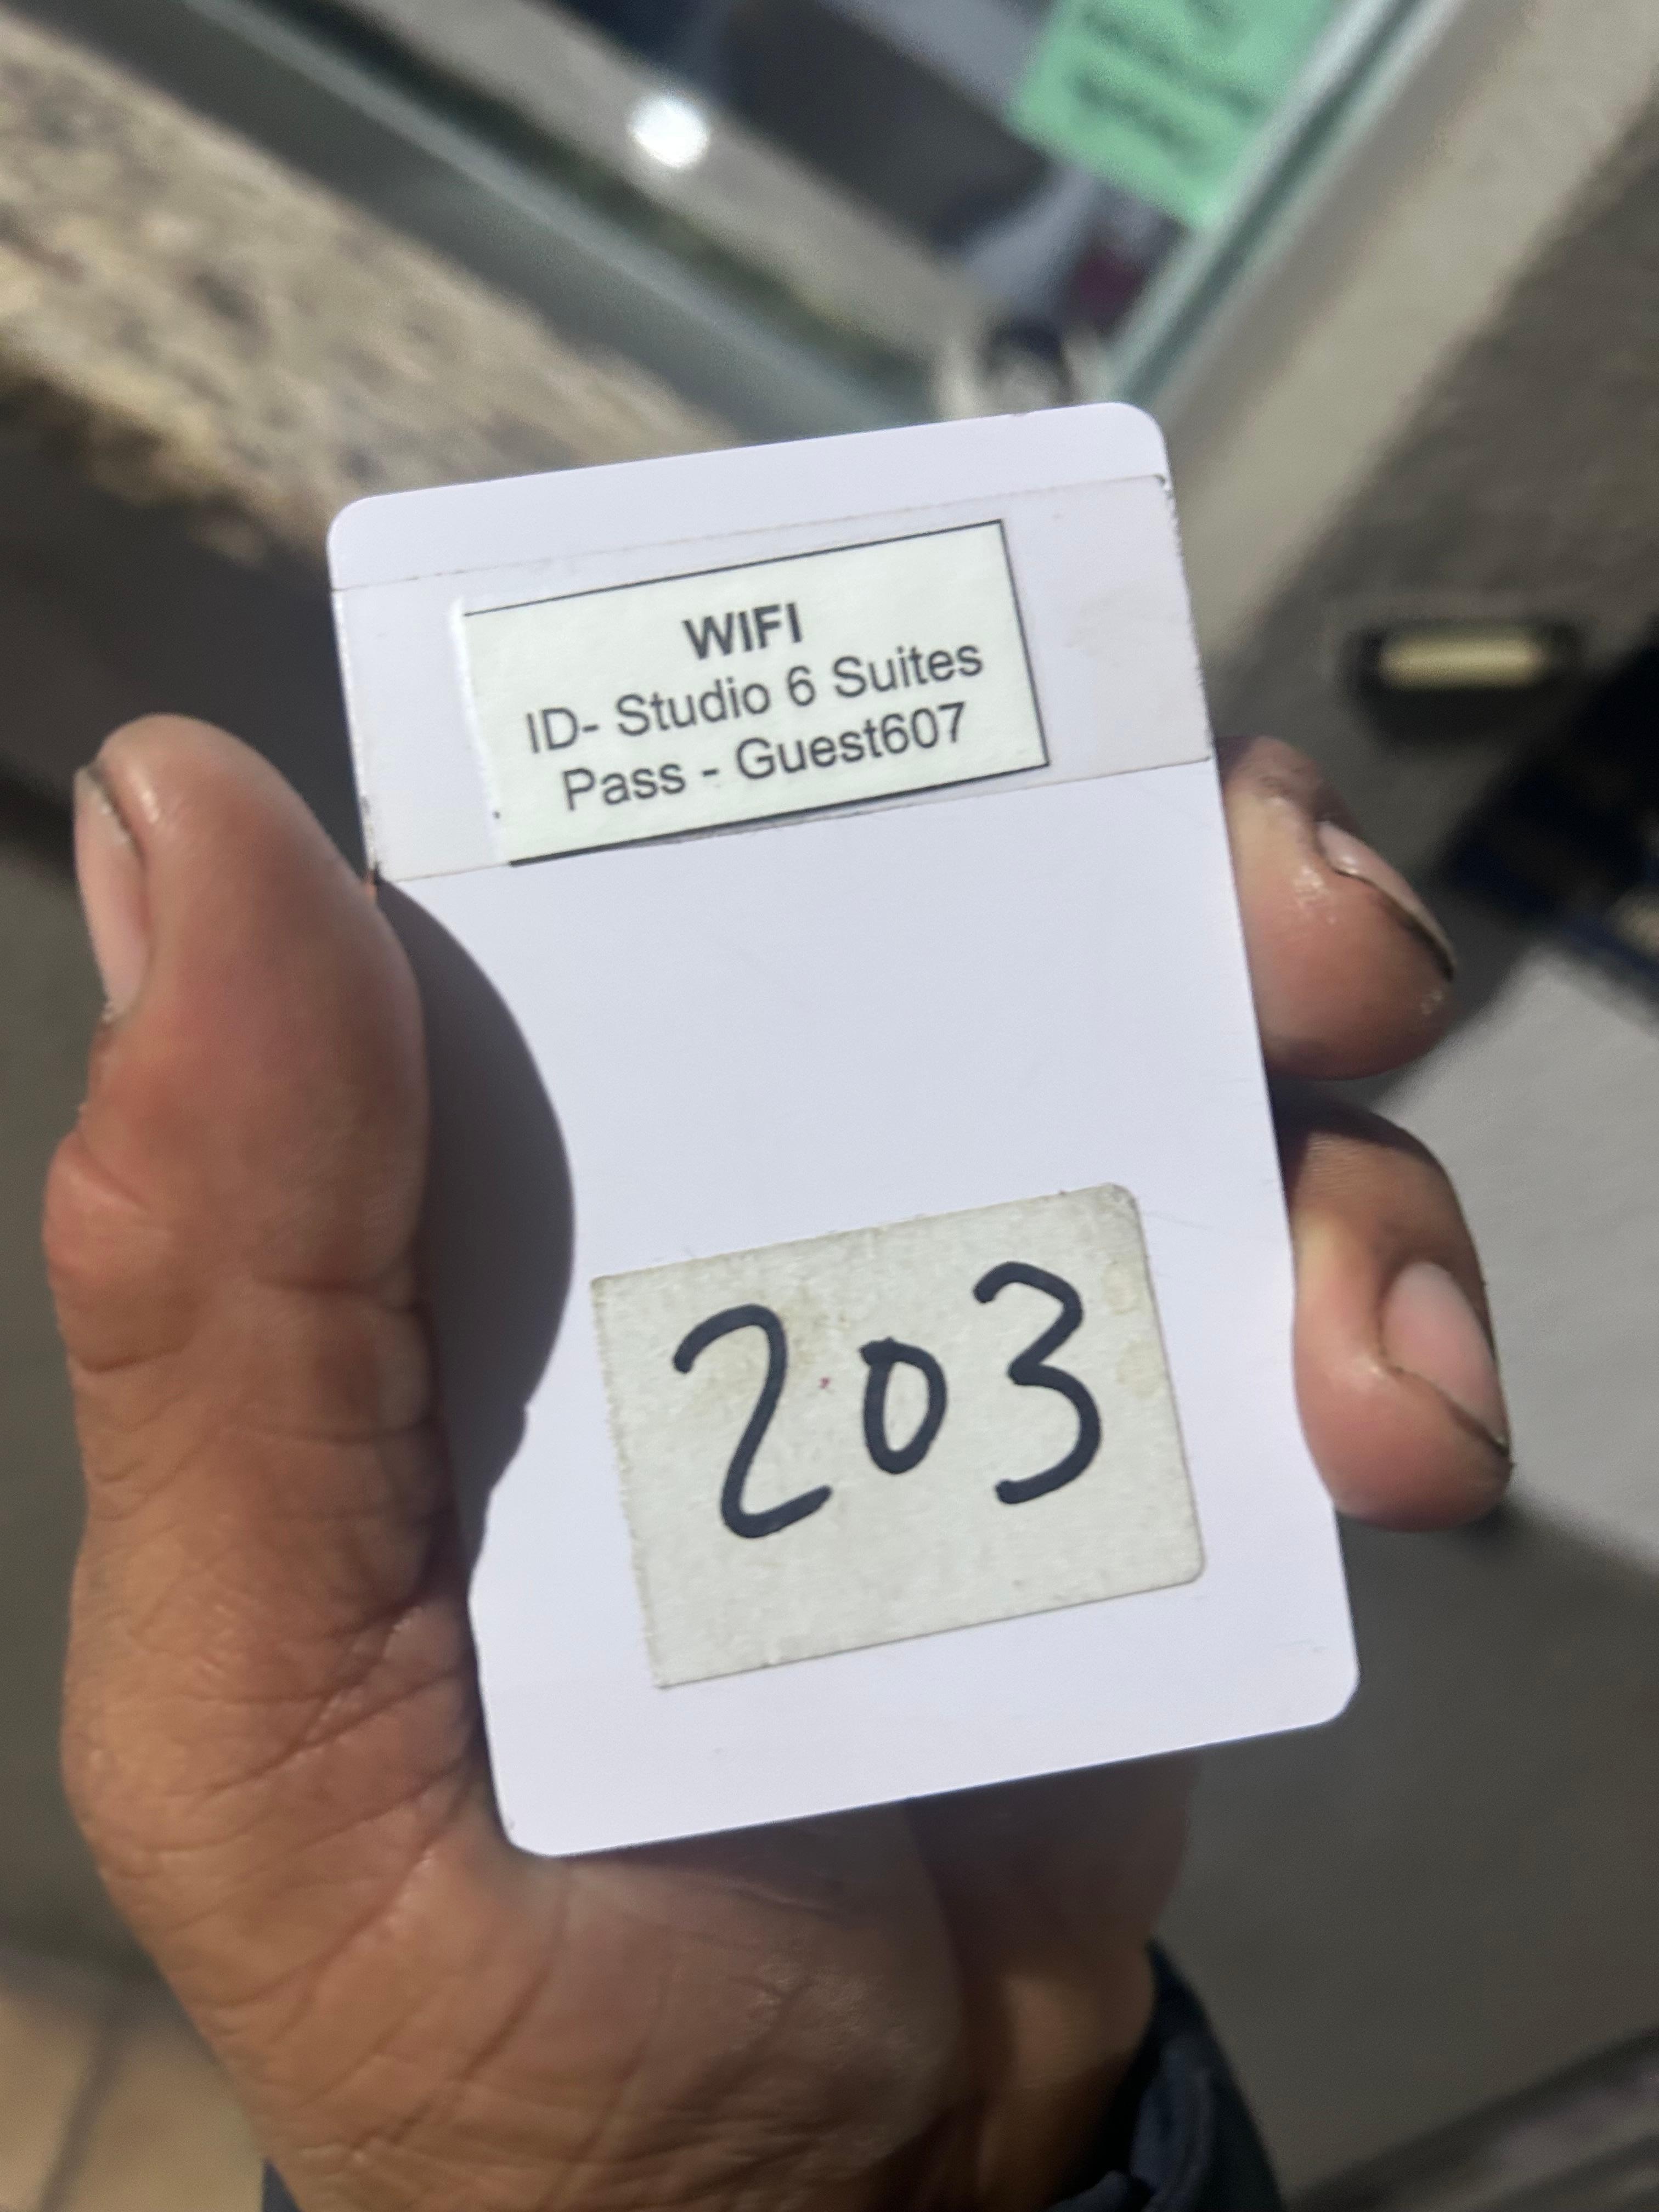 WIFI
ID- Studio 6 Suites
Pass - Guest607
203